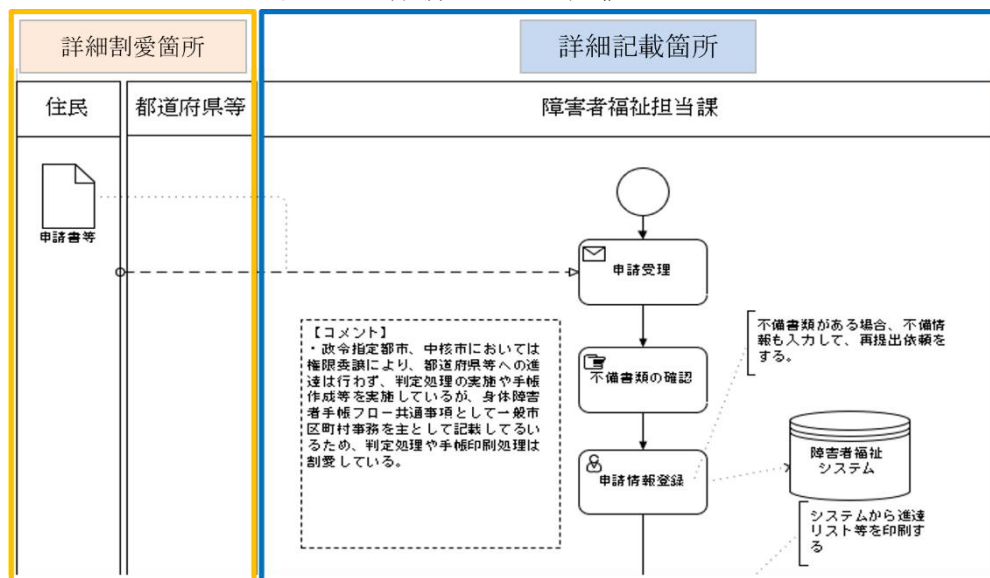 詳細割愛箇所
詳細記載箇所
住民
都道府県等
障害者福祉担当課
申請書等
申請受理
【コメント】
・政令指定都市、中核市においては
権限委譲により、都道府県等への進
達は行わず、判定処理の実施や手帳
作成等を実施しているが、身体障害
者手帳フロー共通事項として一般市
区町村事務を主として記載してるい
るため、判定処理や手帳印刷処理は
割愛している。
不備書類の確認
不備書類がある場合、不備情
報も入力して、再提出依頼を
する。
申請情報登録
障害者福祉
システム
システムから進達
リスト等を印刷す
る